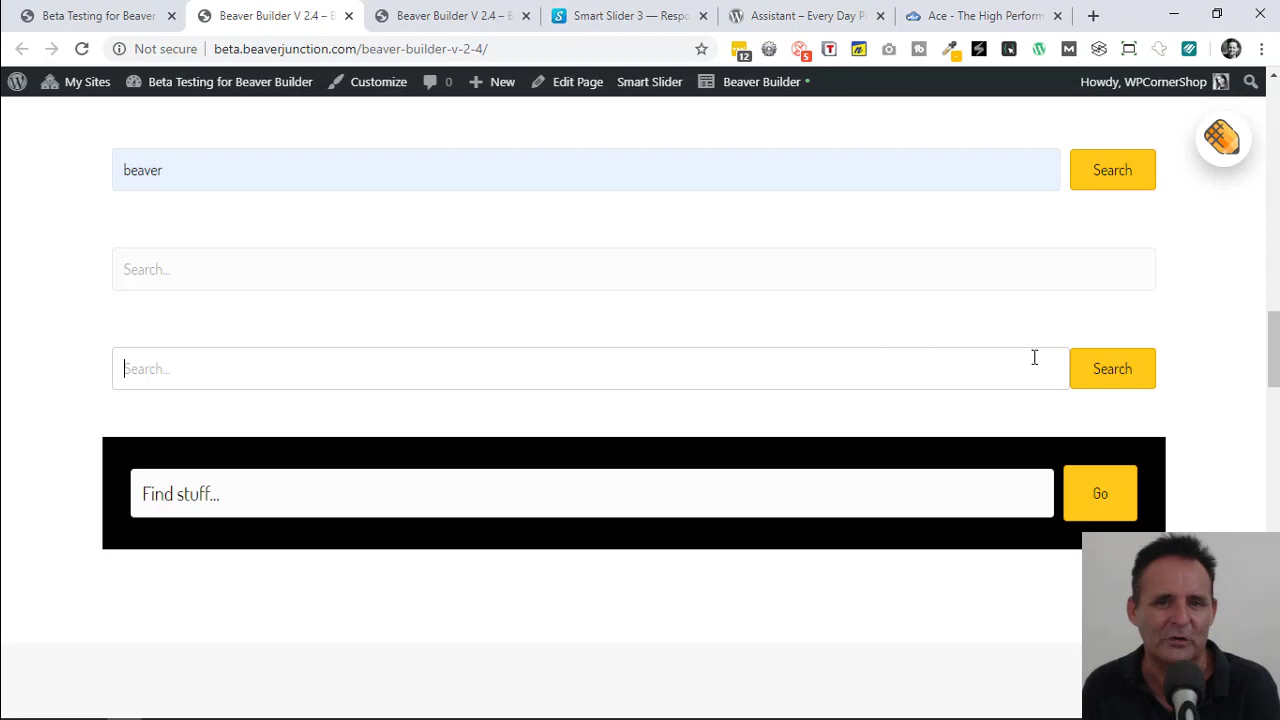 Beta Testing for Beaver
Beaver Builder V 2.4 – B
Beaver Builder V 2.4 – B
Smart Slider 3 — Respo
Assistant – Every Day P
Ace - The High Perform
Not secure
beta.beaverjunction.com/beaver-builder-v-2-4/
12
5
My Sites
Beta Testing for Beaver Builder
Customize
0
New
Edit Page
Smart Slider
Beaver Builder
Howdy, WPCornerShop
beaver
Search
Search...
Search...
Search
Find stuff...
Go